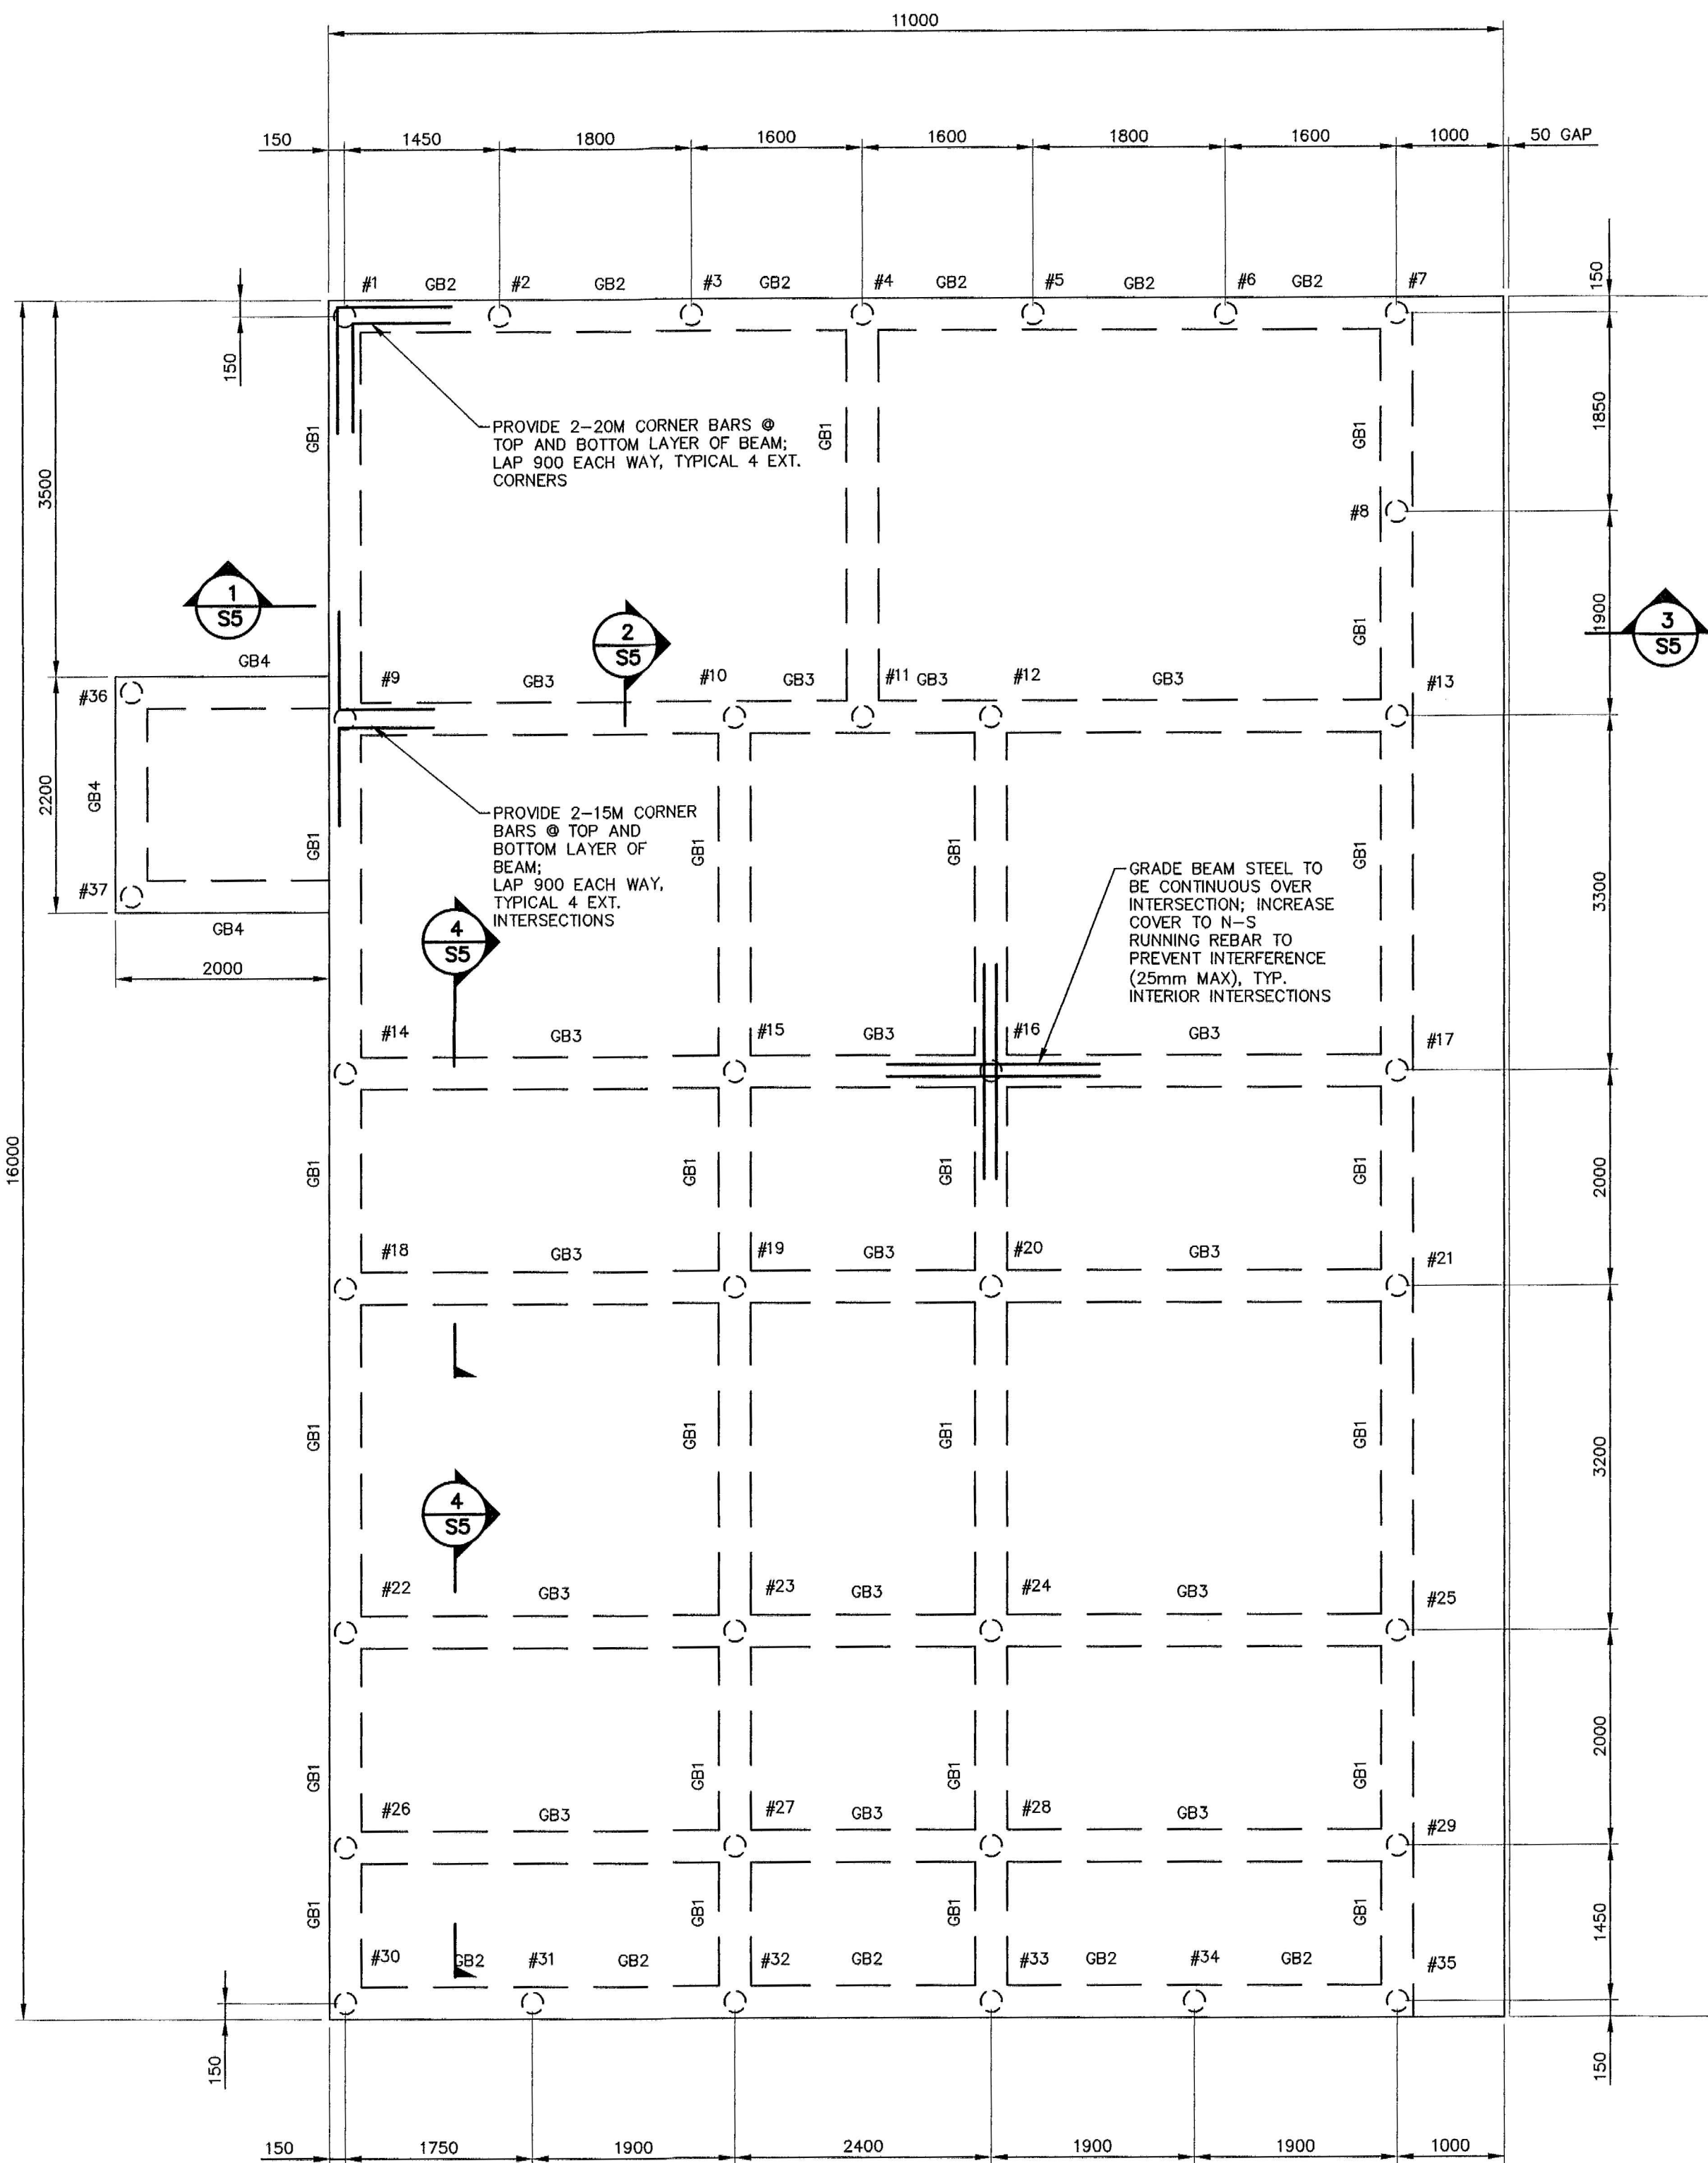 11000
150 1450 1800 1600 1600 1800 1600 1000 50 GAP
#1 GB2 #2 GB2 #3 GB2 #4 GB2 #5 GB2 #6 GB2 #7
150
150
1850
PROVIDE 2-20M CORNER BARS @
TOP AND BOTTOM LAYER OF BEAM;
LAP 900 EACH WAY, TYPICAL 4 EXT.
CORNERS
GB1 GB1 GB1
3500
#8
1
S5
2
S5
1900
3
S5
GB1
GB4
#36 #9 GB3 #10 GB3 #11 GB3 #12 GB3 #13
2200
GB4
GB1
PROVIDE 2-15M CORNER
BARS @ TOP AND
BOTTOM LAYER OF
BEAM;
LAP 900 EACH WAY,
TYPICAL 4 EXT.
INTERSECTIONS
GB1 GB1
GRADE BEAM STEEL TO
BE CONTINUOUS OVER
INTERSECTION; INCREASE
COVER TO N-S
RUNNING REBAR TO
PREVENT INTERFERENCE
(25mm MAX), TYP.
INTERIOR INTERSECTIONS
GB1
3300
#37
GB4
4
S5
2000
#14 GB3 #15 GB3 #16 GB3 #17
16000
GB1 GB1 GB1 GB1
2000
#18 GB3 #19 GB3 #20 GB3 #21
GB1 GB1 GB1 GB1
3200
4
S5
#22 GB3 #23 GB3 #24 GB3 #25
GB1 GB1 GB1 GB1
2000
#26 GB3 #27 GB3 #28 GB3 #29
GB1 GB1 GB1 GB1
1450
#30 GB2 #31 GB2 #32 GB2 #33 GB2 #34 GB2 #35
150
150
150 1750 1900 2400 1900 1900 1000